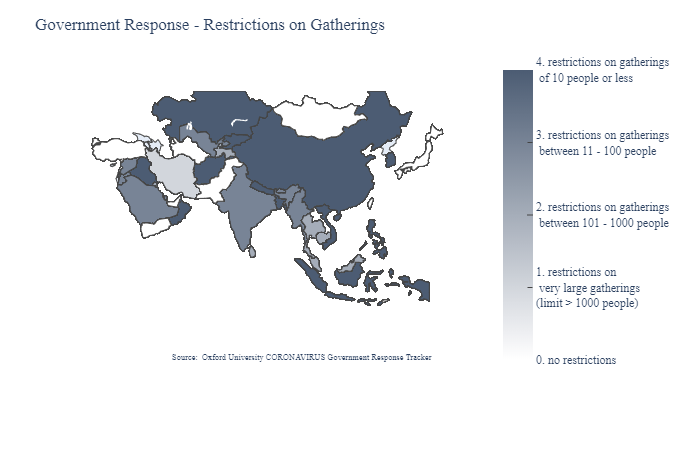 Government Response - Restrictions on Gatherings
4. restrictions on gatherings
of 10 people or less
3. restrictions on gatherings
between 11 - 100 people
2. restrictions on gatherings
between 101 - 1000 people
1. restrictions on
very large gatherings
(limit > 1000 people)
0. no restrictions
Source: Oxford University CORONAVIRUS Government Response Tracker